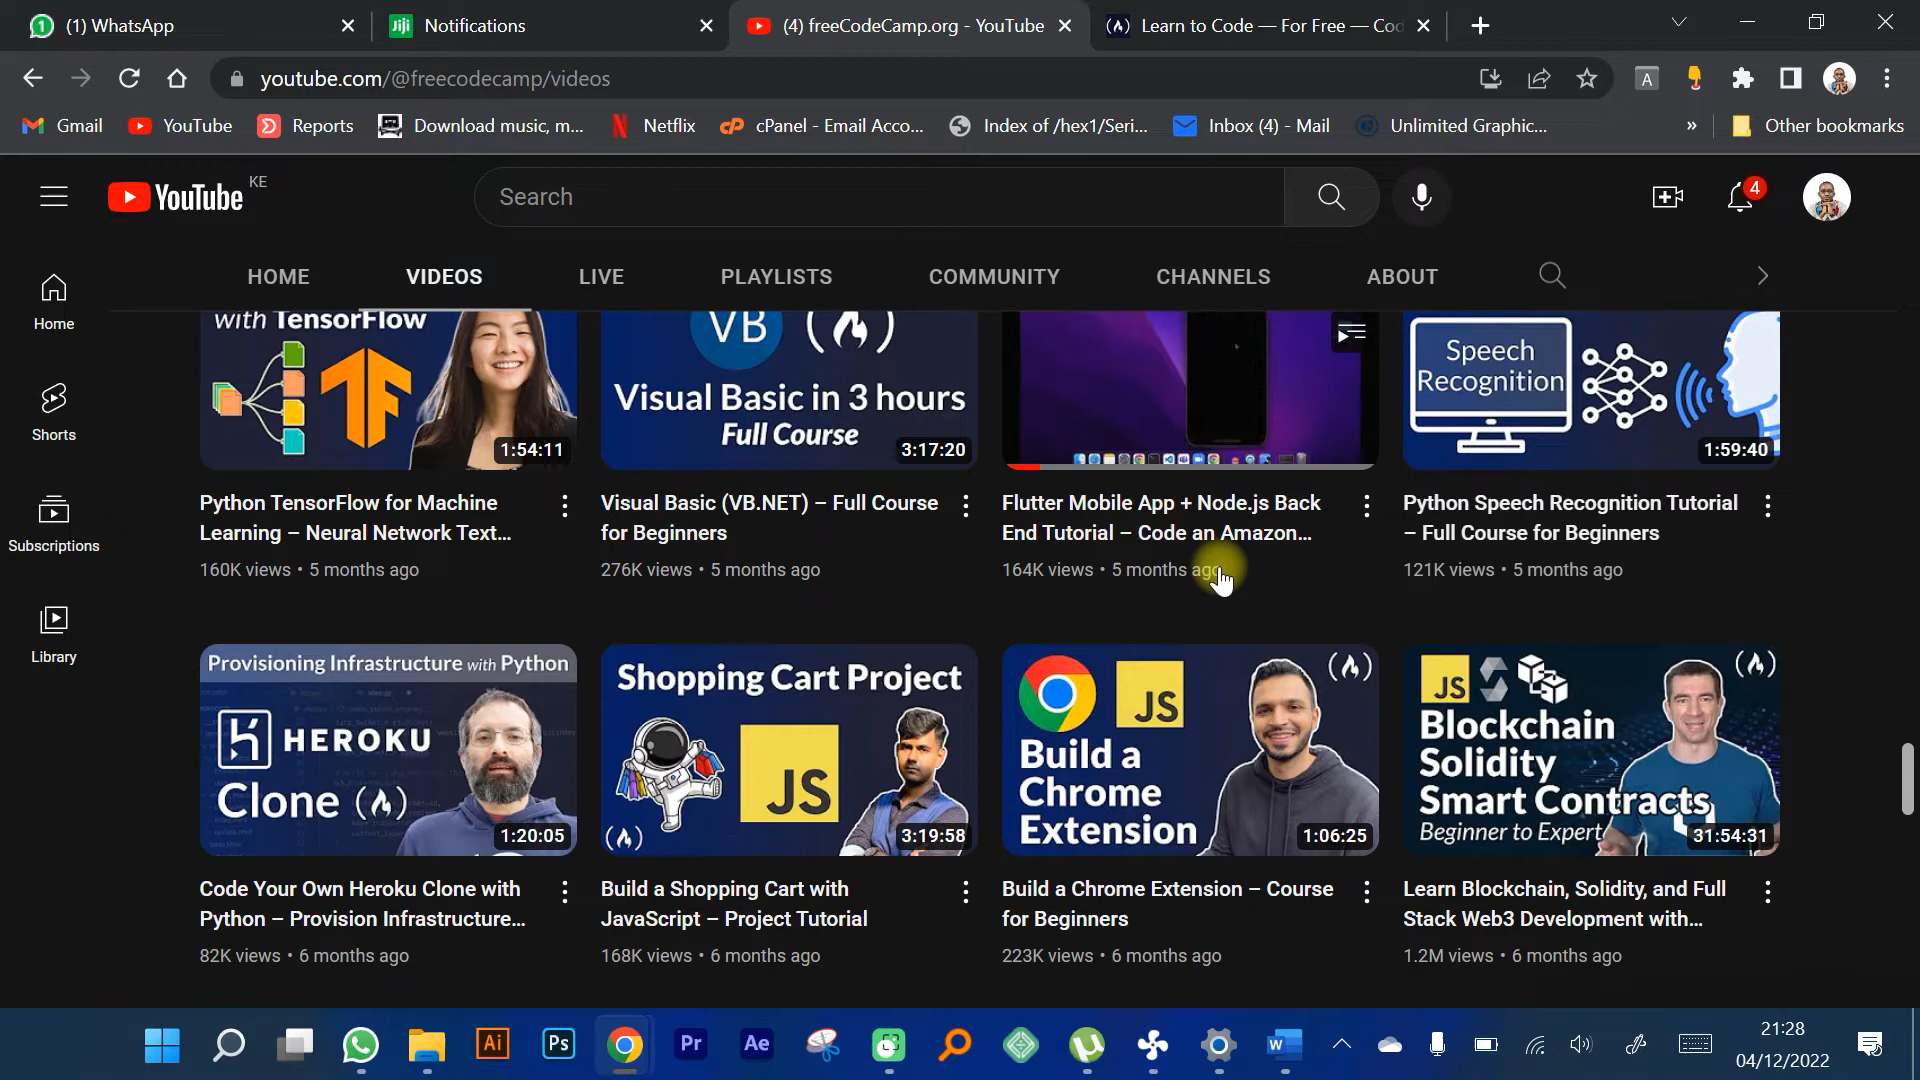 (1) WhatsApp
Notifications
(4) freeCodeCamp.org - YouTube
Learn to Code — For Free — Coc
youtube.com/@freecodecamp/videos
Gmail
YouTube
Reports
Download music, m...
Netflix
cPanel - Email Acco...
Index of /hex1/Seri...
Inbox (4) - Mail
Unlimited Graphic...
»
Other bookmarks
YouTube KE
Search
4
HOME
VIDEOS
LIVE
PLAYLISTS
COMMUNITY
CHANNELS
ABOUT
Home
Shorts
Subscriptions
Library
with TensorFlow
1:54:11
VB
Visual Basic in 3 hours
Full Course
3:17:20
Speech
Recognition
1:59:40
Python TensorFlow for Machine
Learning – Neural Network Text...
160K views • 5 months ago
Visual Basic (VB.NET) – Full Course
for Beginners
276K views • 5 months ago
Flutter Mobile App + Node.js Back
End Tutorial – Code an Amazon...
164K views • 5 months ago
Python Speech Recognition Tutorial
– Full Course for Beginners
121K views • 5 months ago
Provisioning Infrastructure with Python
HEROKU
Clone
1:20:05
Shopping Cart Project
JS
3:19:58
JS
Build a
Chrome
Extension
1:06:25
JS
Blockchain
Solidity
Smart Contracts
Beginner to Expert
31:54:31
Code Your Own Heroku Clone with
Python – Provision Infrastructure...
82K views • 6 months ago
Build a Shopping Cart with
JavaScript – Project Tutorial
168K views • 6 months ago
Build a Chrome Extension – Course
for Beginners
223K views • 6 months ago
Learn Blockchain, Solidity, and Full
Stack Web3 Development with...
1.2M views • 6 months ago
Ai
Ps
Pr
Ae
21:28
04/12/2022